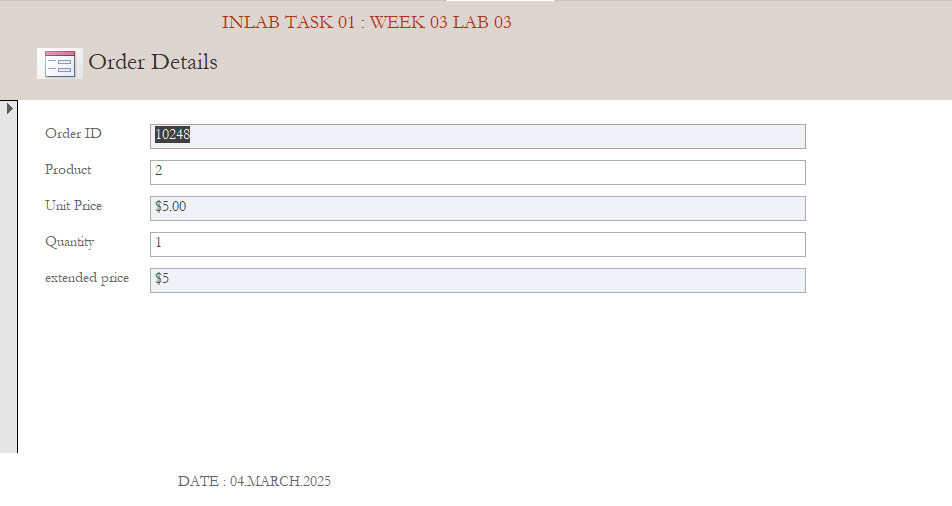 INLAB TASK 01 : WEEK 03 LAB 03
Order Details
Order ID 10248
Product 2
Unit Price $5.00
Quantity 1
extended price $5
DATE : 04.MARCH.2025